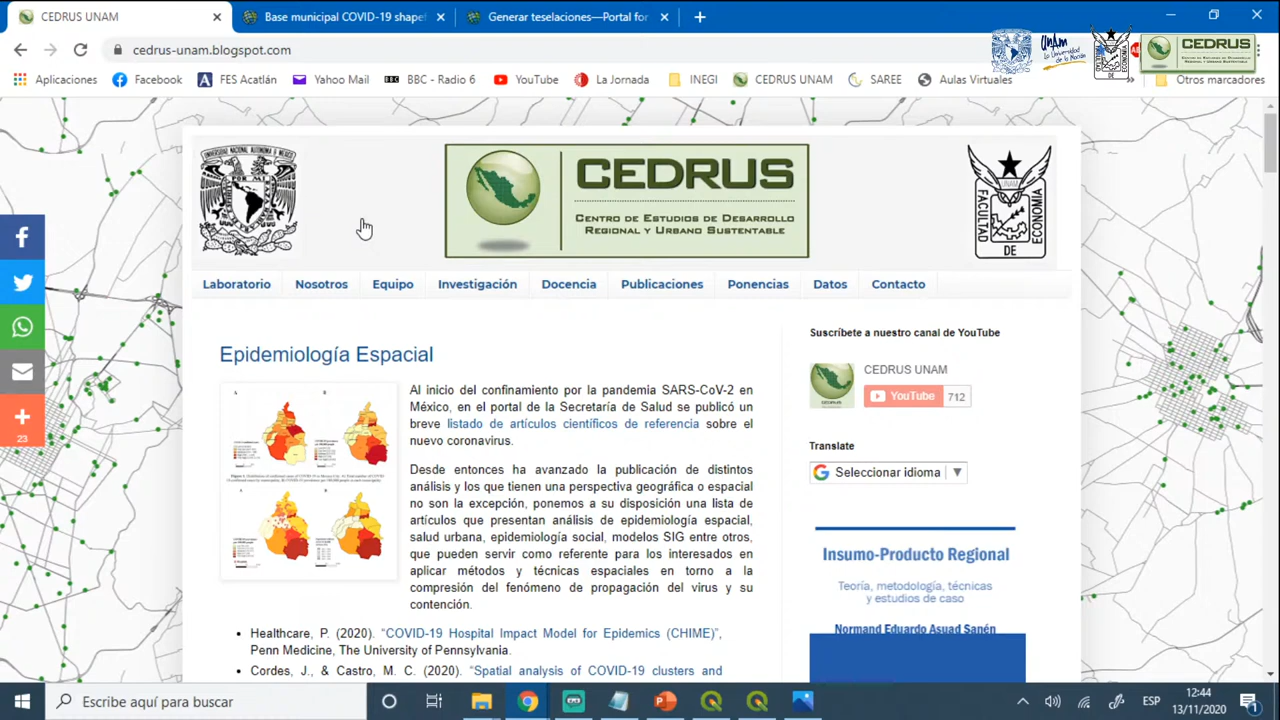 CEDRUS UNAM
Base municipal COVID-19 shapef
Generar teselaciones—Portal for
cedrus-unam.blogspot.com
UNAM
La Universidad
de la Nación
CEDRUS
Aplicaciones
Facebook
FES Acatlán
Yahoo Mail
BBC - Radio 6
YouTube
La Jornada
INEGI
CEDRUS UNAM
SAREE
Aulas Virtuales
»
Otros marcadores
CEDRUS
CENTRO DE ESTUDIOS DE DESARROLLO
REGIONAL Y URBANO SUSTENTABLE
UNAM
FACULTAD
DE
ECONOMIA
Laboratorio
Nosotros
Equipo
Investigación
Docencia
Publicaciones
Ponencias
Datos
Contacto
Epidemiología Espacial
Al inicio del confinamiento por la pandemia SARS-CoV-2 en
México, en el portal de la Secretaría de Salud se publicó un
breve listado de artículos científicos de referencia sobre el
nuevo coronavirus.
Desde entonces ha avanzado la publicación de distintos
análisis y los que tienen una perspectiva geográfica o espacial
no son la excepción, ponemos a su disposición una lista de
artículos que presentan análisis de epidemiología espacial,
salud urbana, epidemiología social, modelos SIG entre otros,
que pueden servir como referente para los interesados en
aplicar métodos y técnicas espaciales en torno a la
compresión del fenómeno de propagación del virus y su
contención.
• Healthcare, P. (2020). “COVID-19 Hospital Impact Model for Epidemics (CHIME)”,
Penn Medicine, The University of Pennsylvania.
• Cordes, J., & Castro, M. C. (2020). “Spatial analysis of COVID-19 clusters and
Suscríbete a nuestro canal de YouTube
CEDRUS UNAM
YouTube
712
Translate
Seleccionar idioma
Insumo-Producto Regional
Teoría, metodología, técnicas
y estudios de caso
Normand Eduardo Asuad Sanén
23
Escribe aquí para buscar
ESP
12:44
13/11/2020
1